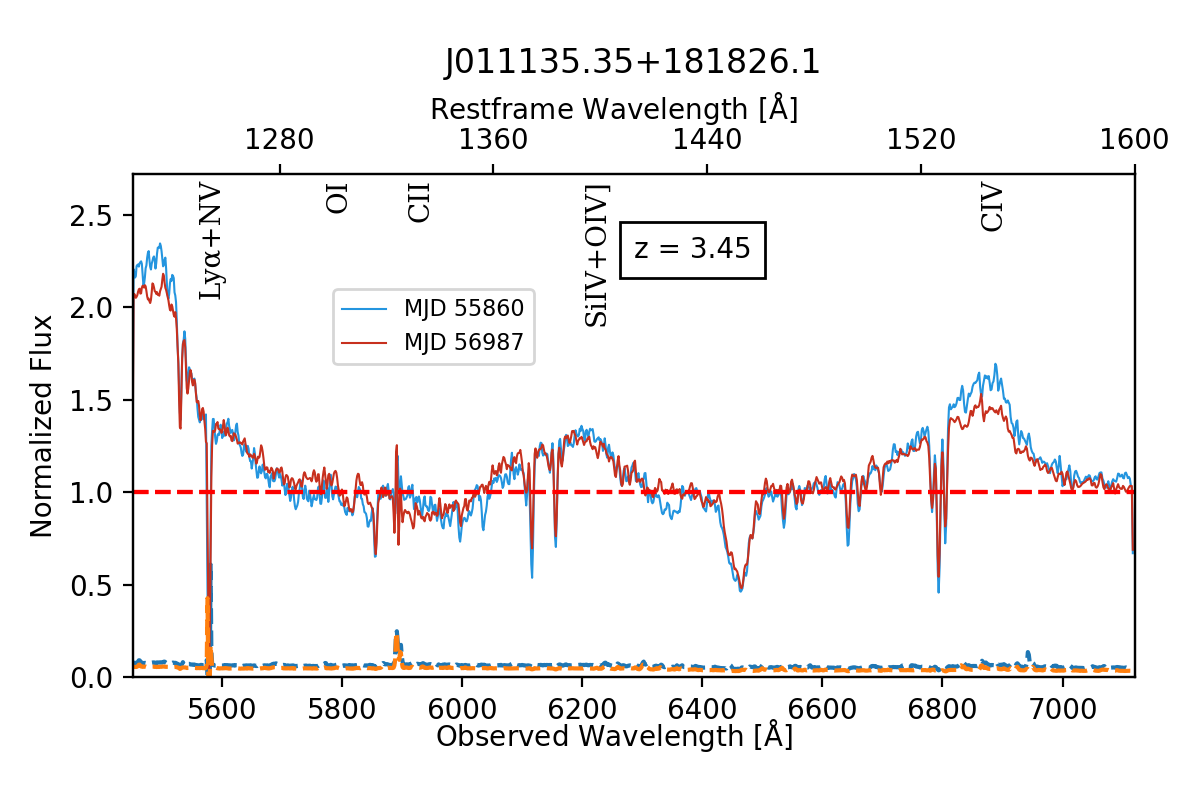 J011135.35+181826.1
Restframe Wavelength [Å]
1280 1360 1440 1520 1600
Normalized Flux
2.5
2.0
1.5
1.0
0.5
0.0
Lyα+NV
OI
CII
SiIV+OIV]
CIV
z = 3.45
MJD 55860
MJD 56987
5600 5800 6000 6200 6400 6600 6800 7000
Observed Wavelength [Å]